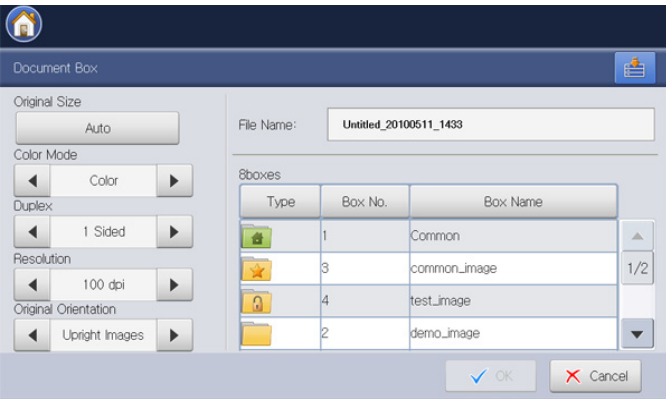 Document Box
Original Size
Auto
Color Mode
Color
Duplex
1 Sided
Resolution
100 dpi
Original Orientation
Upright Images
File Name: Untitled_20100511_1433
8boxes
Type Box No. Box Name
1 Common
3 common_image
4 test_image
2 demo_image
1/2
OK Cancel